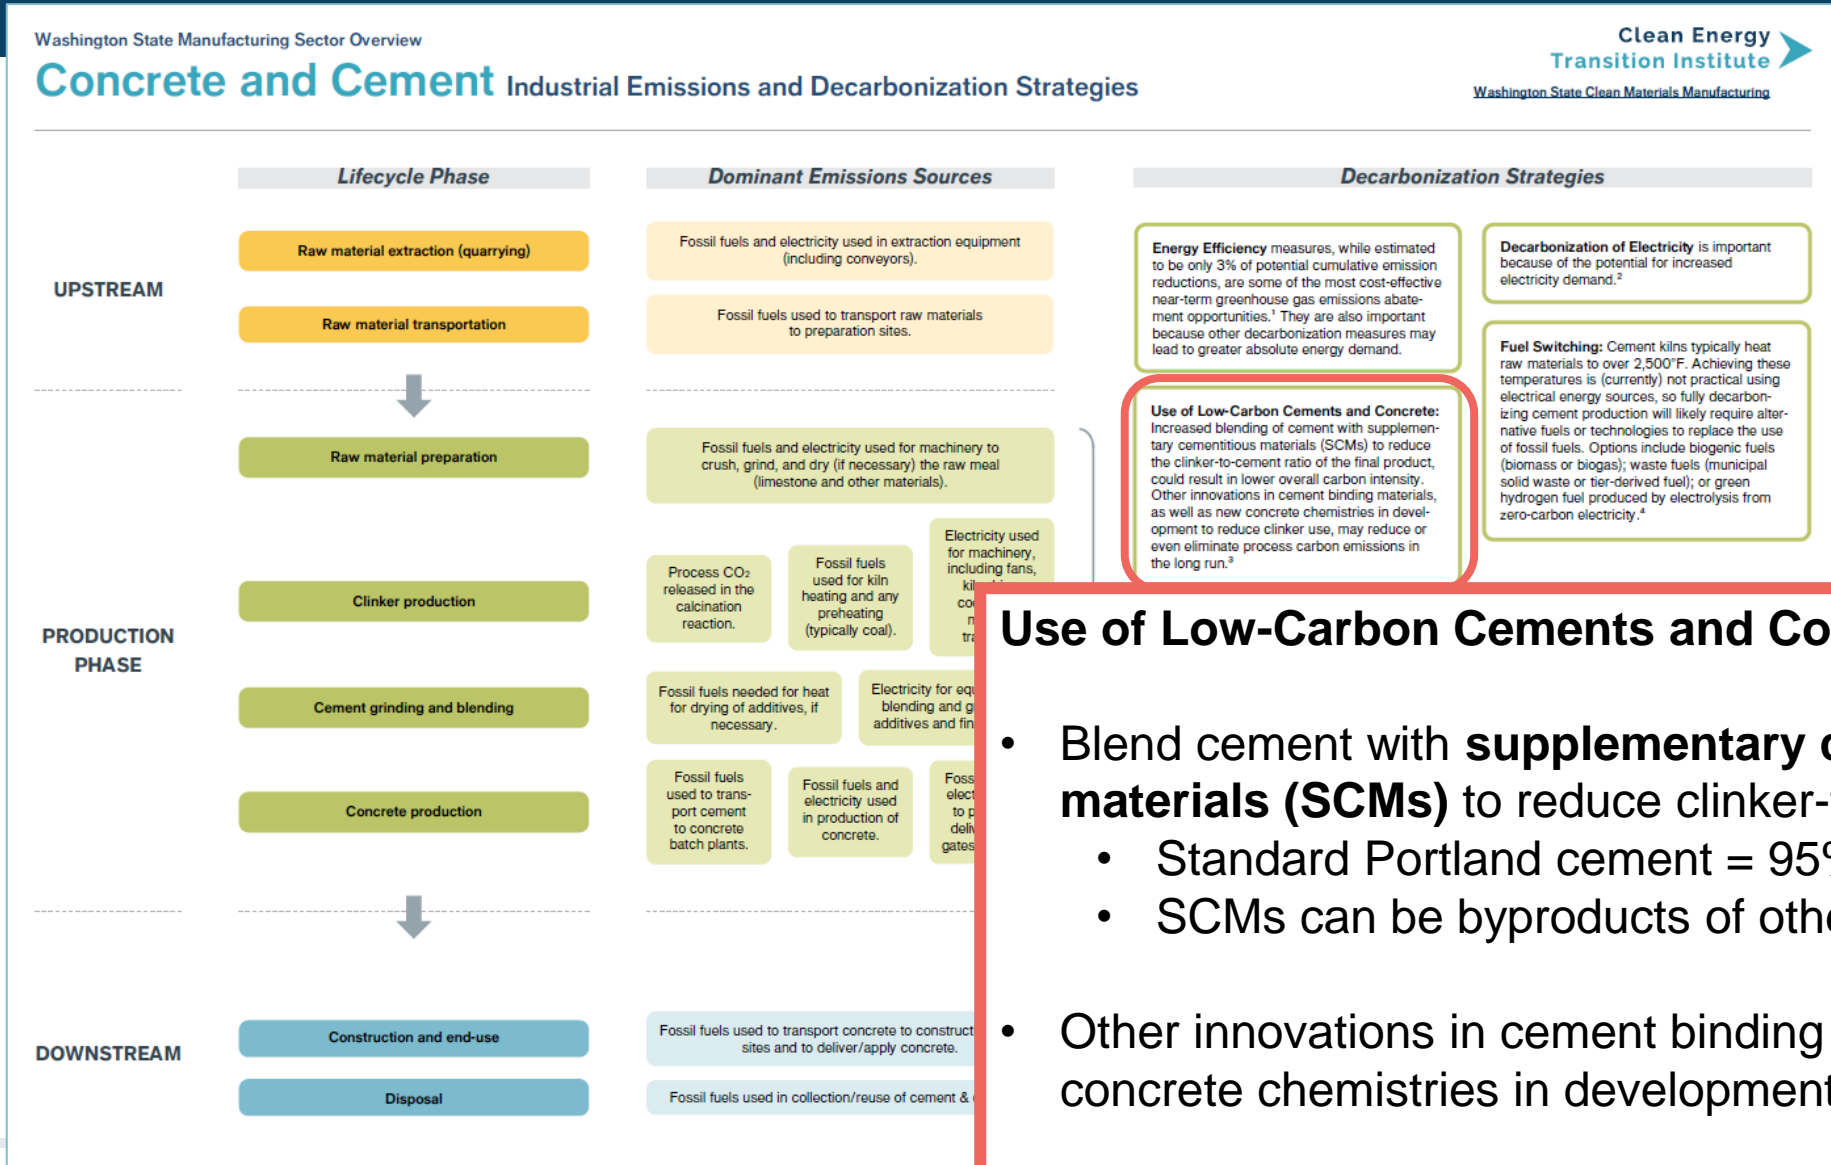 Washington State Manufacturing Sector Overview
Concrete and Cement Industrial Emissions and Decarbonization Strategies
Clean Energy
Transition Institute
Washington State Clean Materials Manufacturing
Lifecycle Phase
Dominant Emissions Sources
Decarbonization Strategies
UPSTREAM
Raw material extraction (quarrying)
Fossil fuels and electricity used in extraction equipment
(including conveyors).
Raw material transportation
Fossil fuels used to transport raw materials
to preparation sites.
Energy Efficiency measures, while estimated
to be only 3% of potential cumulative emission
reductions, are some of the most cost-effective
near-term greenhouse gas emissions abate-
ment opportunities.¹ They are also important
because other decarbonization measures may
lead to greater absolute energy demand.
Decarbonization of Electricity is important
because of the potential for increased
electricity demand.²
Use of Low-Carbon Cements and Concrete:
Increased blending of cement with supplemen-
tary cementitious materials (SCMs) to reduce
the clinker-to-cement ratio of the final product,
could result in lower overall carbon intensity.
Other innovations in cement binding materials,
as well as new concrete chemistries in devel-
opment to reduce clinker use, may reduce or
even eliminate process carbon emissions in
the long run.³
Fuel Switching: Cement kilns typically heat
raw materials to over 2,500°F. Achieving these
temperatures is (currently) not practical using
electrical energy sources, so fully decarbon-
izing cement production will likely require alter-
native fuels or technologies to replace the use
of fossil fuels. Options include biogenic fuels
(biomass or biogas); waste fuels (municipal
solid waste or tier-derived fuel); or green
hydrogen fuel produced by electrolysis from
zero-carbon electricity.⁴
PRODUCTION
PHASE
Raw material preparation
Fossil fuels and electricity used for machinery to
crush, grind, and dry (if necessary) the raw meal
(limestone and other materials).
Clinker production
Process CO₂
released in the
calcination
reaction.
Fossil fuels
used for kiln
heating and any
preheating
(typically coal).
Electricity used
for machinery,
including fans,
Cement grinding and blending
Fossil fuels needed for heat
for drying of additives, if
necessary.
Electricity for
blending and
additives and
Concrete production
Fossil fuels
used to trans-
port cement
to concrete
batch plants.
Fossil fuels and
electricity used
in production of
concrete.
to
gates
DOWNSTREAM
Construction and end-use
Fossil fuels used to transport concrete to
sites and to deliver/apply concrete.
Disposal
Fossil fuels used in collection/reuse of cement &
Use of Low-Carbon Cements and
• Blend cement with supplementary
materials (SCMs) to reduce clinker-
• Standard Portland cement = 95
• SCMs can be byproducts of
• Other innovations in cement binding
concrete chemistries in development